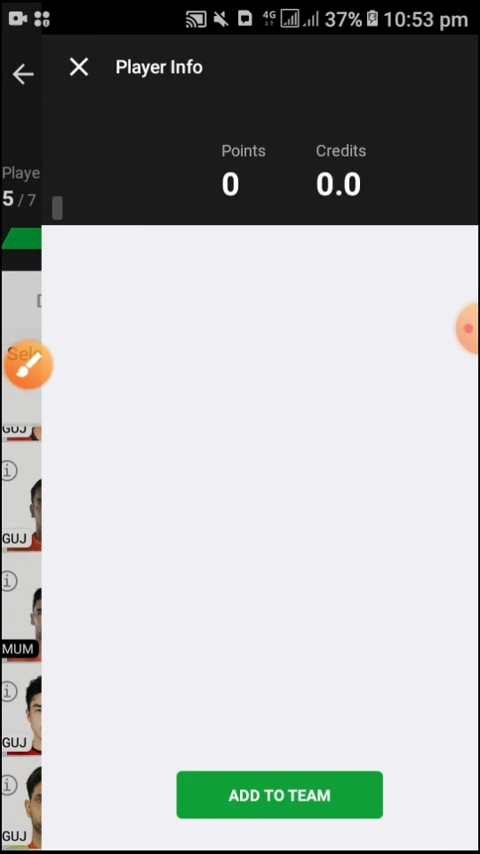 4G 37% 10:53 pm
Player Info
Points Credits
0 0.0
Playe
5 / 7
D
Sele
GUJ
GUJ
MUM
GUJ
GUJ
ADD TO TEAM